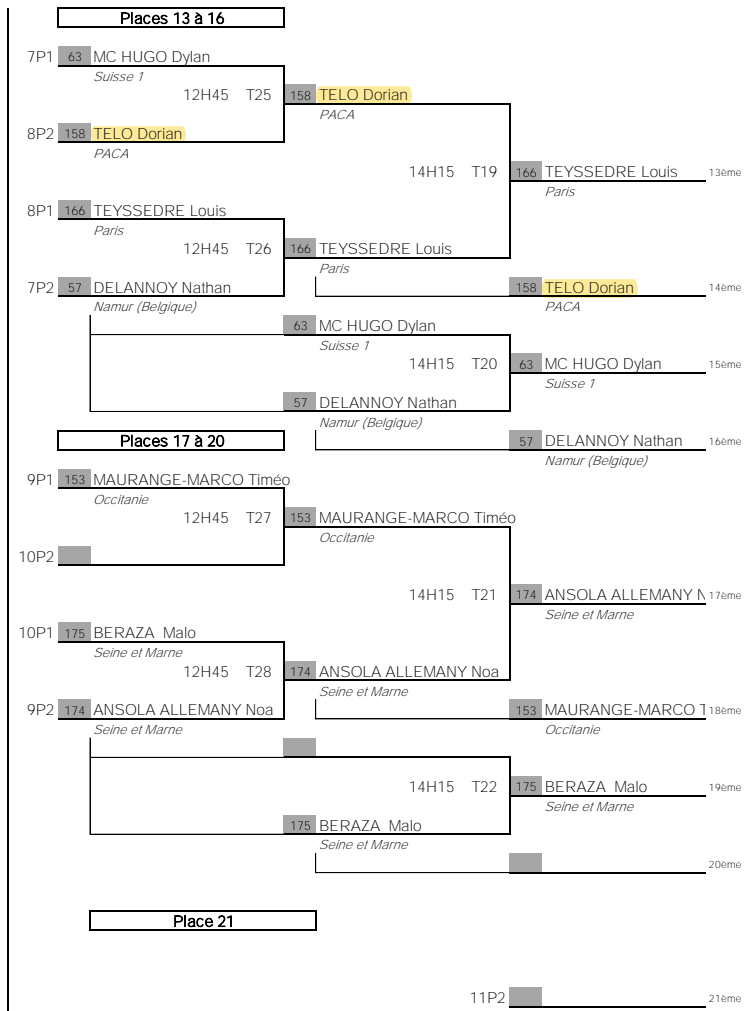 Places 13 à 16
7P1 63 MC HUGO Dylan
Suisse 1
12H45 T25 158 TELO Dorian
PACA
8P2 158 TELO Dorian
PACA
14H15 T19 166 TEYSSEDRE Louis 13ème
Paris
8P1 166 TEYSSEDRE Louis
Paris
12H45 T26 166 TEYSSEDRE Louis
Paris
7P2 57 DELANNOY Nathan 158 TELO Dorian 14ème
Namur (Belgique) PACA
63 MC HUGO Dylan
Suisse 1
14H15 T20 63 MC HUGO Dylan 15ème
Suisse 1
57 DELANNOY Nathan
Namur (Belgique)
Places 17 à 20 57 DELANNOY Nathan 16ème
Namur (Belgique)
9P1 153 MAURANGE-MARCO Timéo
Occitanie
12H45 T27 153 MAURANGE-MARCO Timéo
Occitanie
10P2
14H15 T21 174 ANSOLA ALLEMANY N 17ème
Seine et Marne
10P1 175 BERAZA Malo
Seine et Marne
12H45 T28 174 ANSOLA ALLEMANY Noa
Seine et Marne
9P2 174 ANSOLA ALLEMANY Noa 153 MAURANGE-MARCO T 18ème
Seine et Marne Occitanie
14H15 T22 175 BERAZA Malo 19ème
Seine et Marne
175 BERAZA Malo
Seine et Marne
20ème
Place 21
11P2 21ème